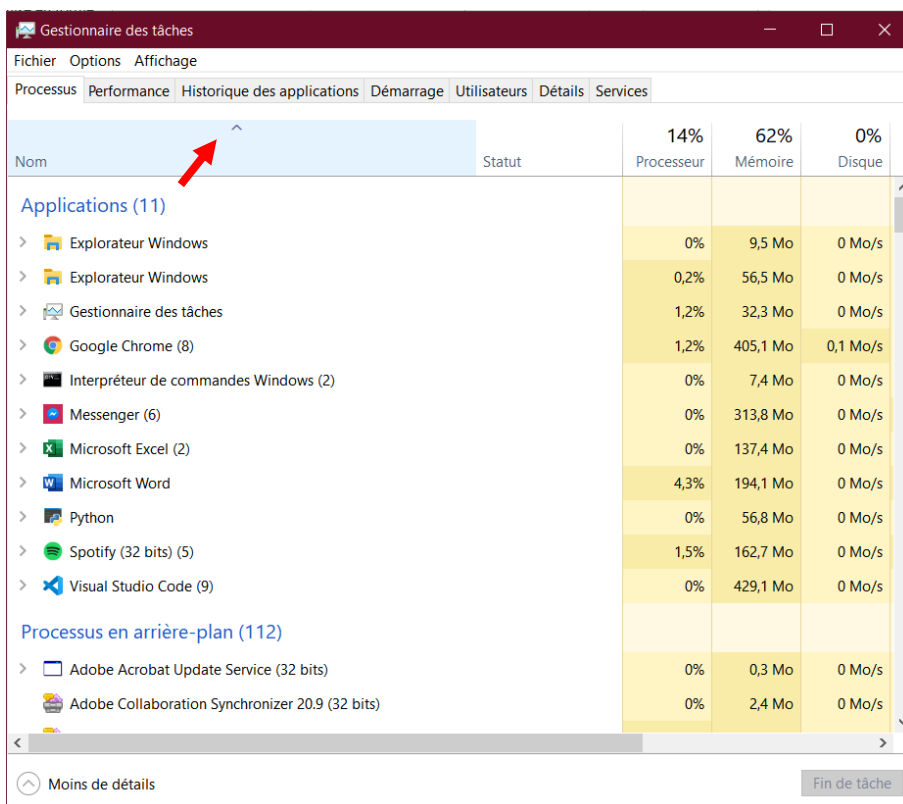 Gestionnaire des tâches
Fichier Options Affichage
Processus Performance Historique des applications Démarrage Utilisateurs Détails Services
14% 62% 0%
Nom Statut Processeur Mémoire Disque
Applications (11)
Explorateur Windows 0% 9,5 Mo 0 Mo/s
Explorateur Windows 0,2% 56,5 Mo 0 Mo/s
Gestionnaire des tâches 1,2% 32,3 Mo 0 Mo/s
Google Chrome (8) 1,2% 405,1 Mo 0,1 Mo/s
Interpréteur de commandes Windows (2) 0% 7,4 Mo 0 Mo/s
Messenger (6) 0% 313,8 Mo 0 Mo/s
Microsoft Excel (2) 0% 137,4 Mo 0 Mo/s
Microsoft Word 4,3% 194,1 Mo 0 Mo/s
Python 0% 56,8 Mo 0 Mo/s
Spotify (32 bits) (5) 1,5% 162,7 Mo 0 Mo/s
Visual Studio Code (9) 0% 429,1 Mo 0 Mo/s
Processus en arrière-plan (112)
Adobe Acrobat Update Service (32 bits) 0% 0,3 Mo 0 Mo/s
Adobe Collaboration Synchronizer 20.9 (32 bits) 0% 2,4 Mo 0 Mo/s
Moins de détails Fin de tâche